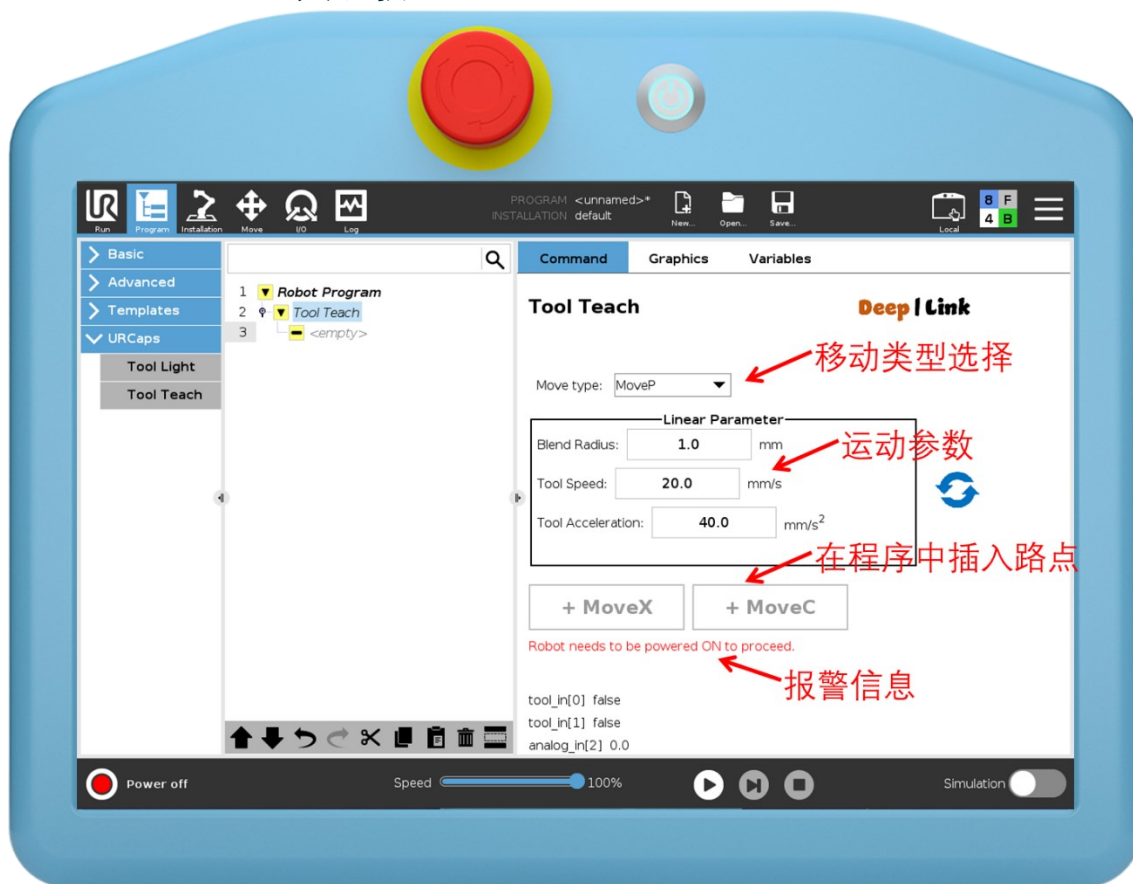 UR
PROGRAM <unnamed>*
INSTALLATION default
Run
Program
Installation
Move
I/O
Log
New...
Open...
Save...
Local
8 F
4 B
Basic
Advanced
Templates
URCaps
Tool Light
Tool Teach
1 Robot Program
2 Tool Teach
3 <empty>
Command Graphics Variables
Tool Teach
Deep | Link
移动类型选择
Move type: MoveP
Linear Parameter
Blend Radius: 1.0 mm
运动参数
Tool Speed: 20.0 mm/s
Tool Acceleration: 40.0 mm/s²
在程序中插入路点
+ MoveX + MoveC
Robot needs to be powered ON to proceed.
报警信息
tool_in[0] false
tool_in[1] false
analog_in[2] 0.0
Power off
Speed 100%
Simulation